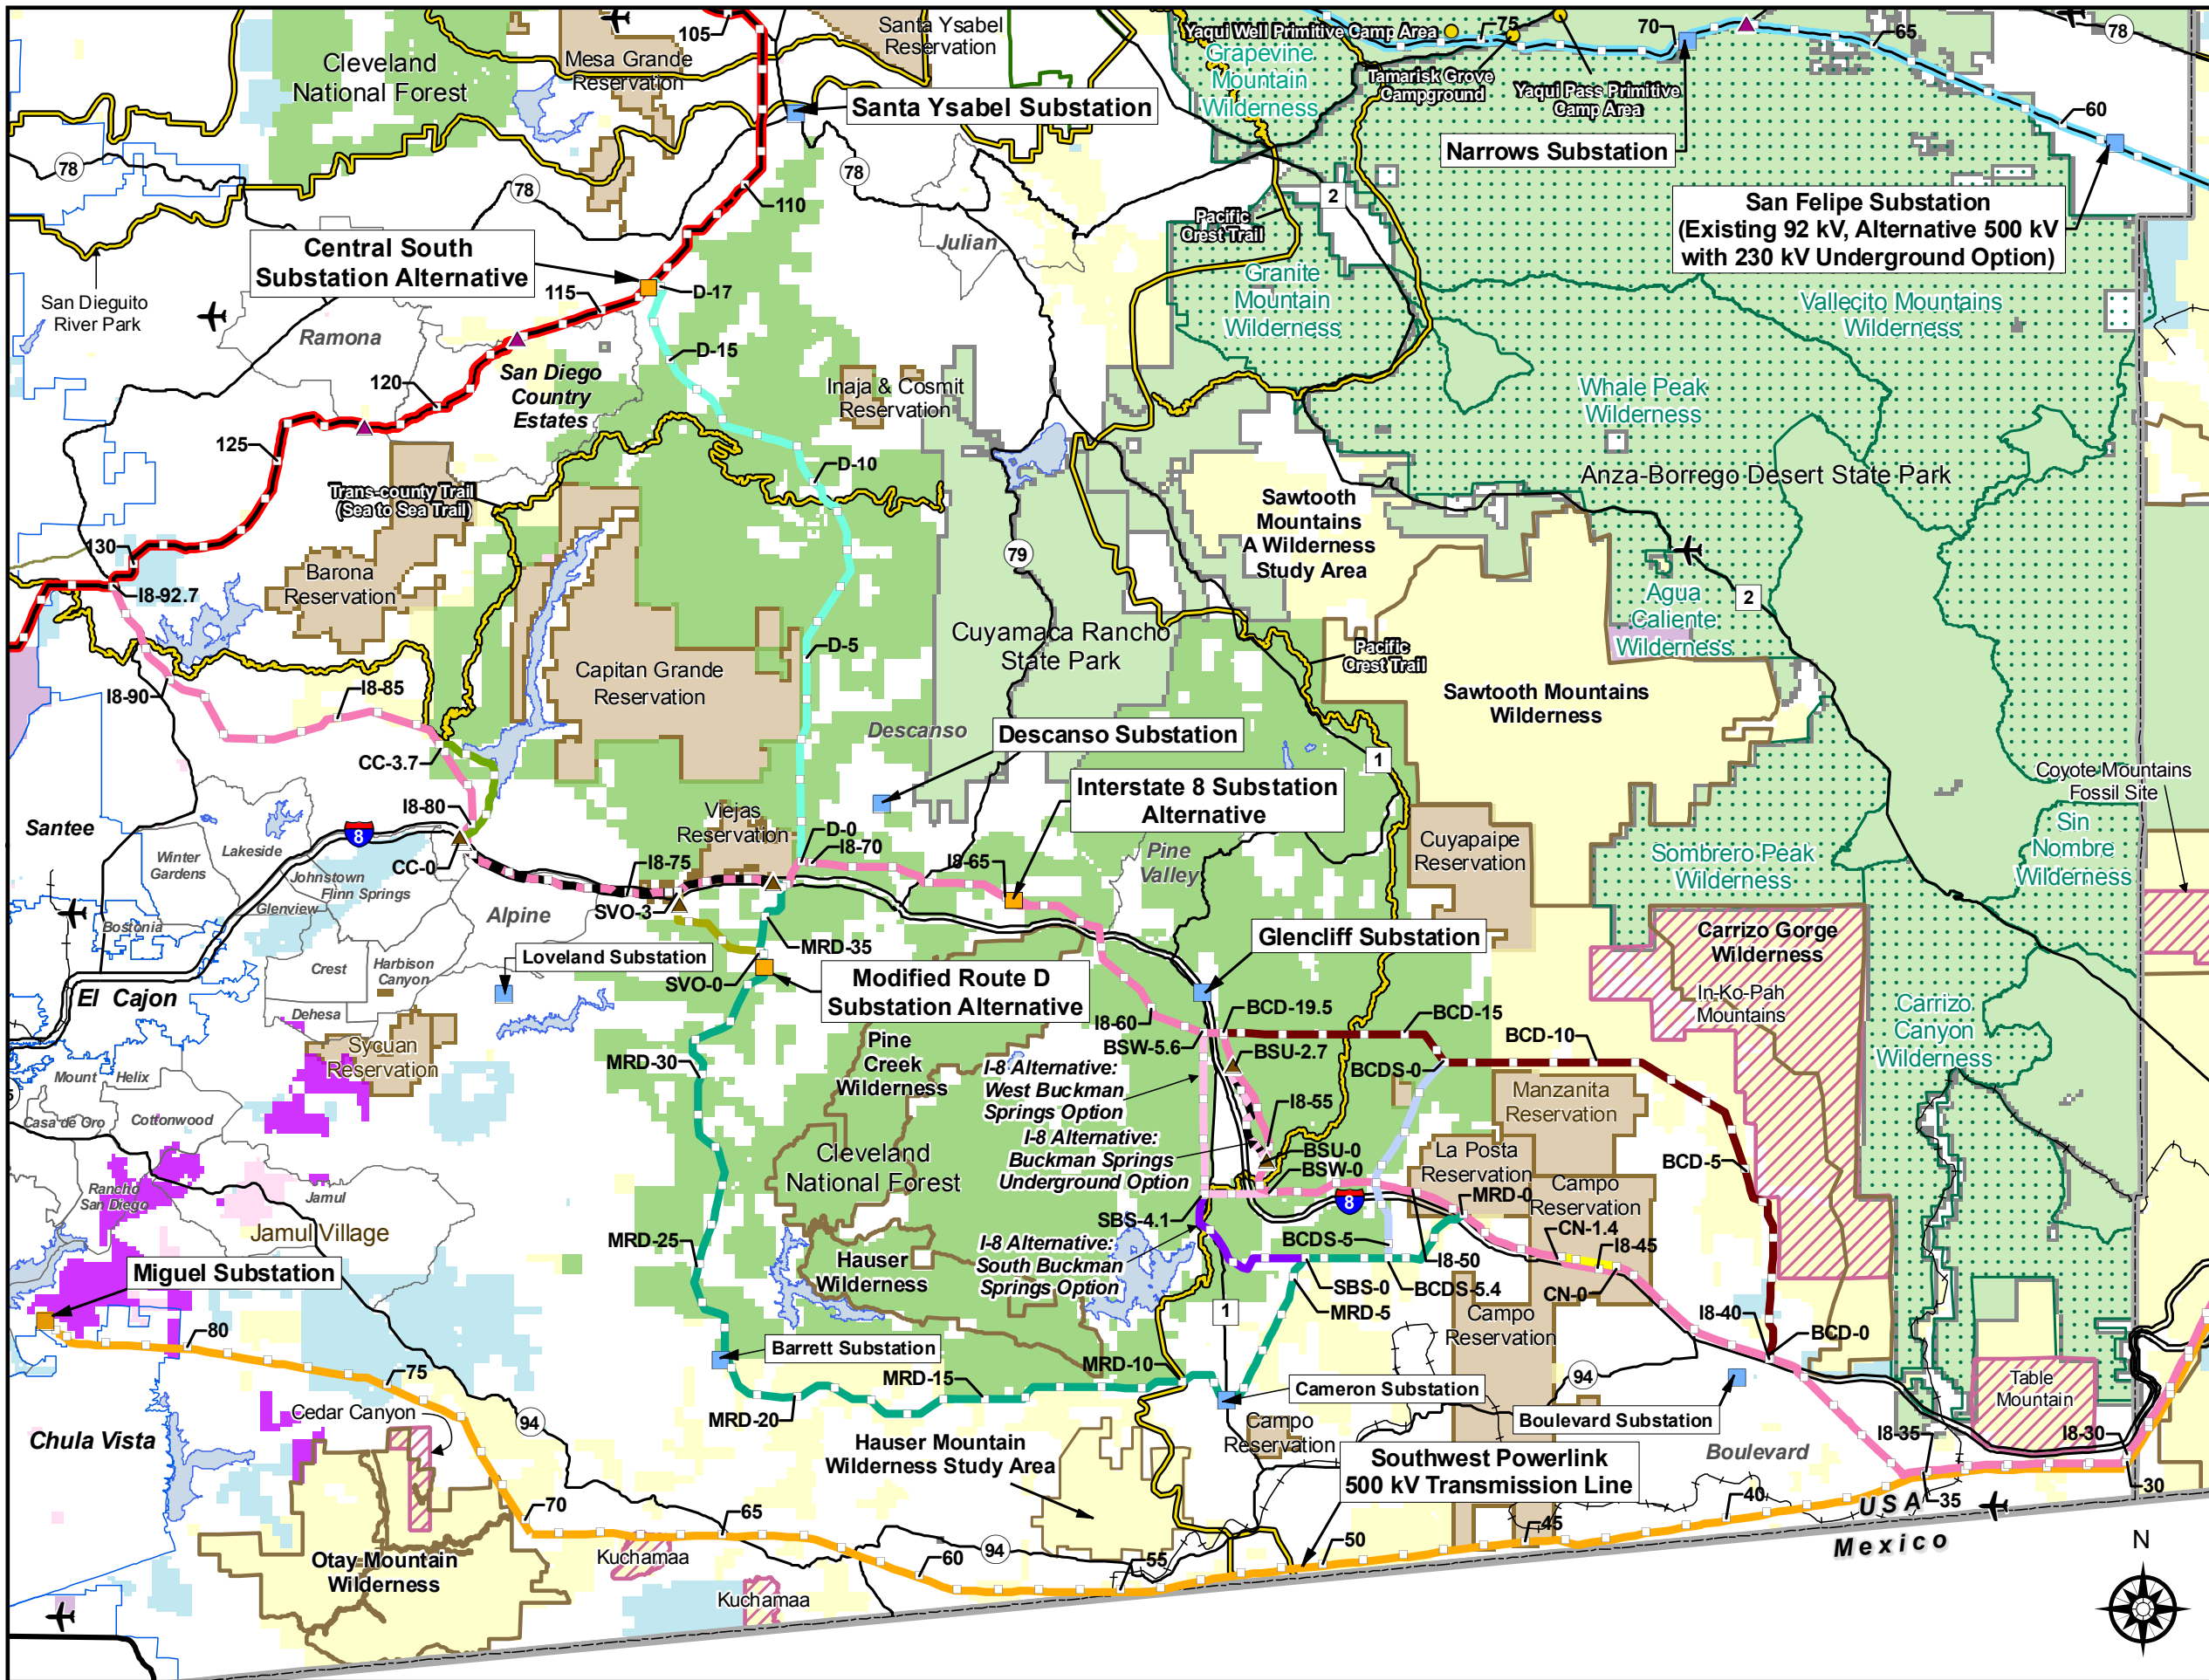 105
Santa Ysabel
Reservation
Mesa Grande
Reservation
Cleveland
National Forest
Yaqui Well Primitive Camp Area
75
70
65
78
Grapevine
Mountain
Wilderness
Tamarisk Grove
Campground
Yaqui Pass Primitive
Camp Area
60
Santa Ysabel Substation
Narrows Substation
78
78
78
110
2
San Felipe Substation
(Existing 92 kV, Alternative 500 kV
with 230 kV Underground Option)
Pacific
Crest Trail
Julian
Central South
Substation Alternative
San Dieguito
River Park
115
D-17
Granite
Mountain
Wilderness
Vallecito Mountains
Wilderness
Ramona
D-15
San Diego
Country
Estates
120
Inaja & Cosmit
Reservation
Whale Peak
Wilderness
125
D-10
Anza-Borrego Desert State Park
Trans-county Trail
(Sea to Sea Trail)
Sawtooth
Mountains
A Wilderness
Study Area
130
79
Barona
Reservation
I8-92.7
Agua
Caliente
Wilderness
2
Cuyamaca Rancho
State Park
D-5
Pacific
Crest Trail
Capitan Grande
Reservation
I8-90
I8-85
Sawtooth Mountains
Wilderness
Descanso
Descanso Substation
CC-3.7
1
Coyote Mountains
Fossil Site
Interstate 8 Substation
Alternative
I8-80
Viejas
Reservation
Santee
8
D-0
I8-70
Cuyapaipe
Reservation
Sin
Nombre
Wilderness
Winter
Gardens
Lakeside
I8-65
Pine
Valley
Sombrero Peak
Wilderness
CC-0
I8-75
Johnstown
Flinn Springs
Glenview
SVO-3
Alpine
Bostonia
MRD-35
Glencliff Substation
Carrizo Gorge
Wilderness
Loveland Substation
Crest
Harbison
Canyon
SVO-0
Modified Route D
Substation Alternative
El Cajon
In-Ko-Pah
Mountains
Dehesa
I8-60
BCD-19.5
BCD-15
Carrizo
Canyon
Wilderness
Sycuan
Reservation
Pine
Creek
Wilderness
BSW-5.6
BCD-10
BSU-2.7
MRD-30
Mount Helix
I-8 Alternative:
West Buckman
Springs Option
BCDS-0
Manzanita
Reservation
Casa de Oro
Cottonwood
I8-55
I-8 Alternative:
Buckman Springs
Underground Option
BSU-0
La Posta
Reservation
Cleveland
National Forest
BSW-0
BCD-5
Rancho
San Diego
Jamul
MRD-0
Campo
Reservation
8
SBS-4.1
Jamul Village
MRD-25
BCDS-5
CN-1.4
I8-45
I-8 Alternative:
South Buckman
Springs Option
I8-50
Hauser
Wilderness
Miguel Substation
SBS-0
BCDS-5.4
CN-0
1
MRD-5
Campo
Reservation
I8-40
BCD-0
80
Barrett Substation
MRD-10
75
MRD-15
Cameron Substation
94
Table
Mountain
MRD-20
Cedar Canyon
94
Campo
Reservation
Boulevard Substation
Chula Vista
Hauser Mountain
Wilderness Study Area
Southwest Powerlink
500 kV Transmission Line
Boulevard
I8-35
I8-30
30
70
65
40
USA
35
45
50
94
Mexico
N
Otay Mountain
Wilderness
Kuchamaa
60
55
Kuchamaa